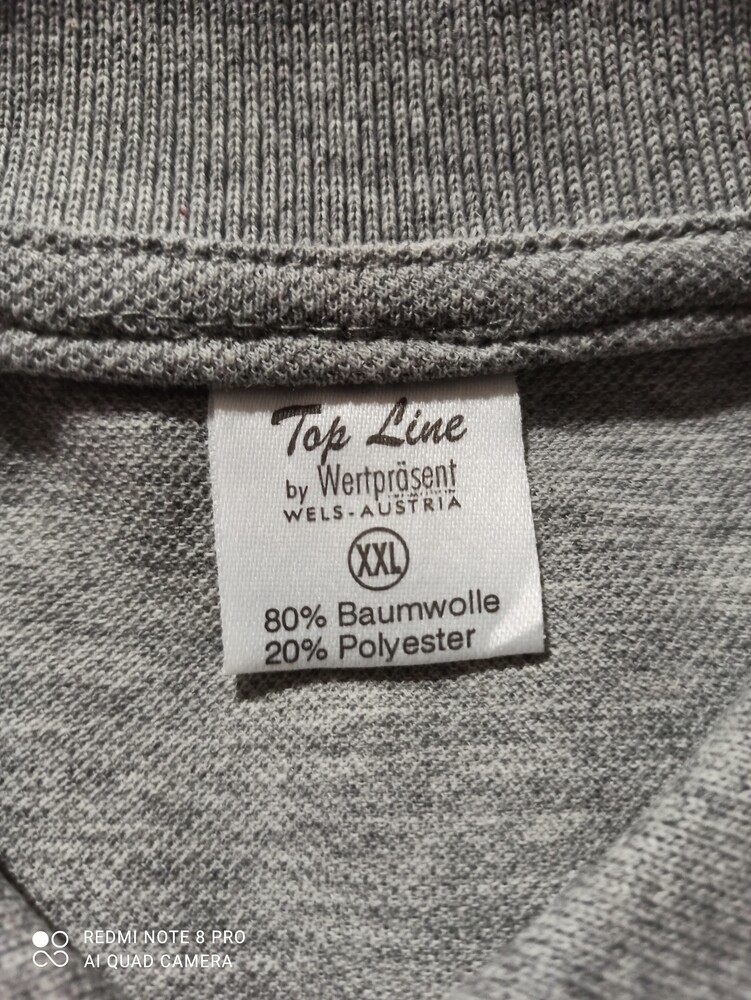 Top Line
by Wertpräsent
WELS-AUSTRIA
XXL
80% Baumwolle
20% Polyester
REDMI NOTE 8 PRO
AI QUAD CAMERA